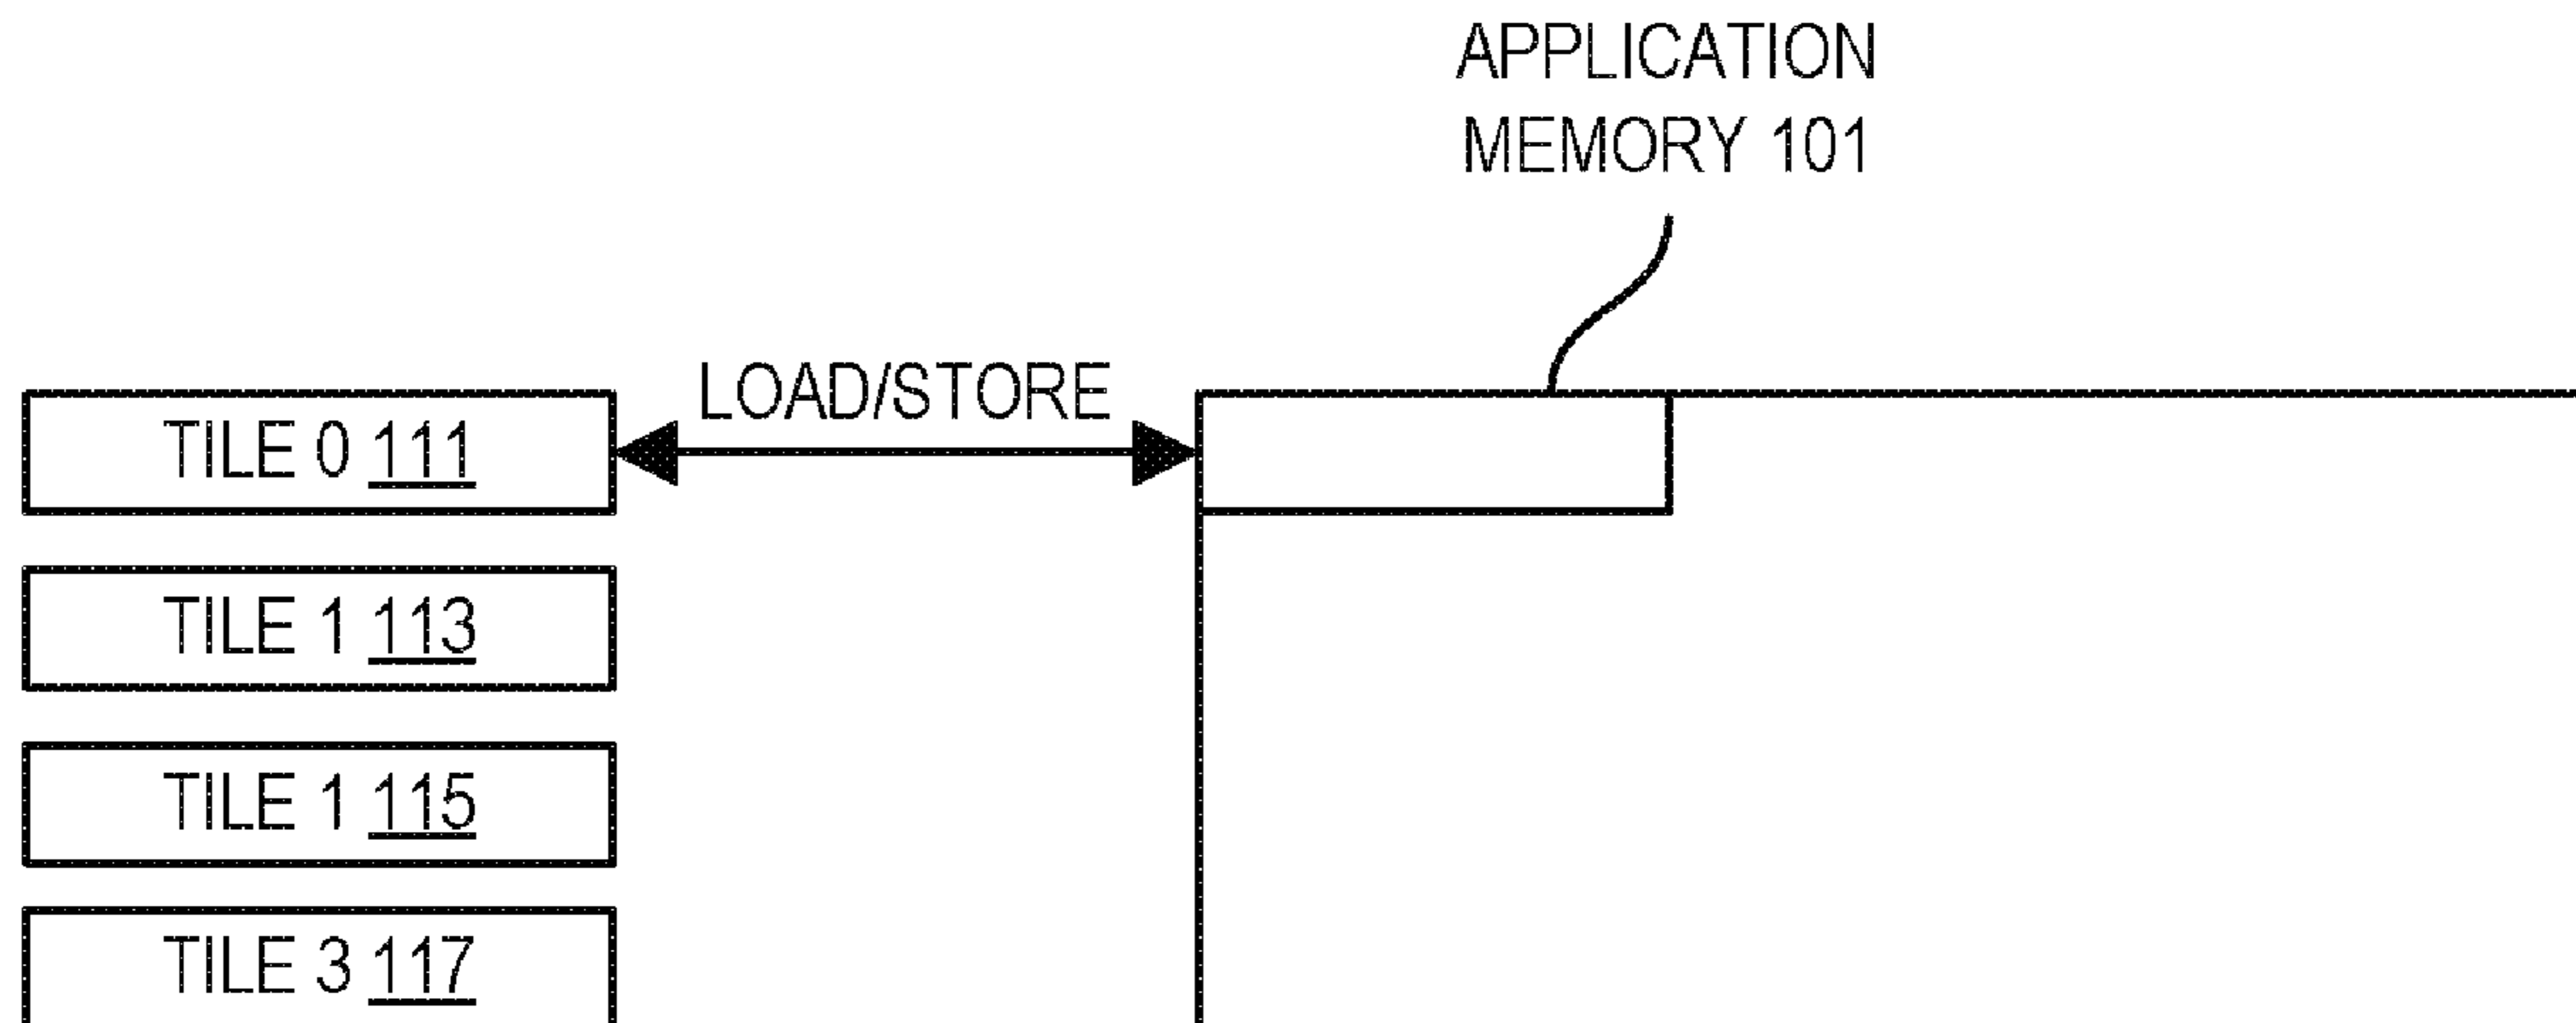 APPLICATION
MEMORY 101
LOAD/STORE
TILE 0 111
TILE 1 113
TILE 1 115
TILE 3 117